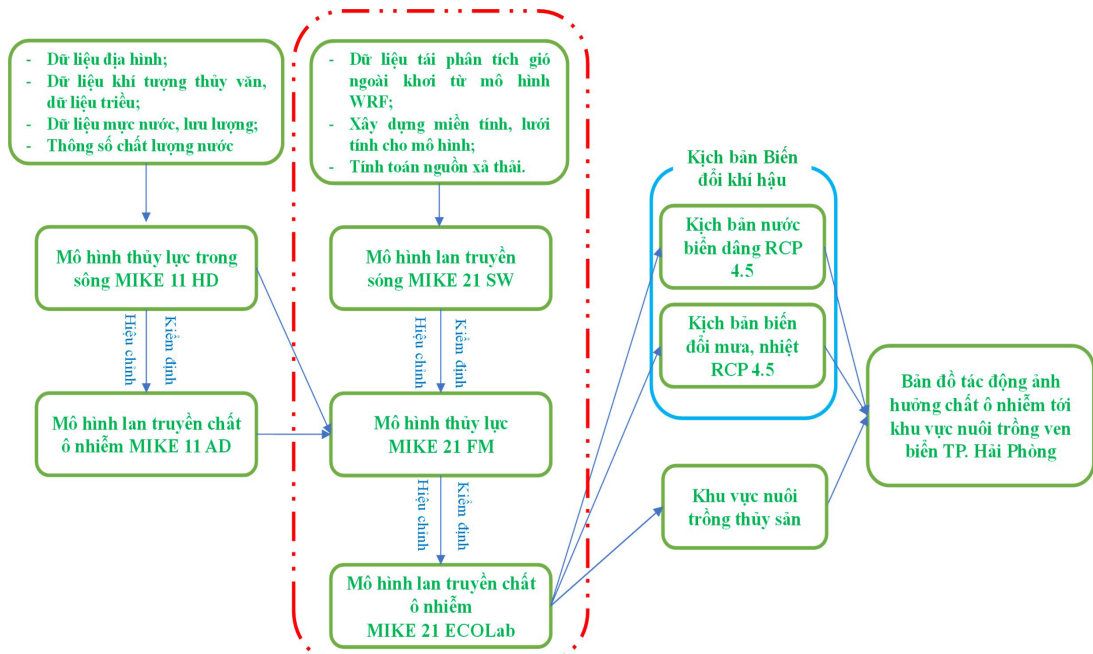 - Dữ liệu địa hình;
- Dữ liệu khí tượng thủy văn,
dữ liệu triều;
- Dữ liệu mực nước, lưu lượng;
- Thông số chất lượng nước
- Dữ liệu tái phân tích gió
ngoài khơi từ mô hình
WRF;
- Xây dựng miền tính, lưới
tính cho mô hình;
- Tính toán nguồn xả thải.
Mô hình thủy lực trong
sông MIKE 11 HD
Hiệu chỉnh
Kiểm định
Mô hình lan truyền chất
ô nhiễm MIKE 11 AD
Mô hình lan truyền
sóng MIKE 21 SW
Hiệu chỉnh
Kiểm định
Mô hình thủy lực
MIKE 21 FM
Hiệu chỉnh
Kiểm định
Mô hình lan truyền chất
ô nhiễm
MIKE 21 ECOLab
Kịch bản Biến
đổi khí hậu
Kịch bản nước
biển dâng RCP
4.5
Kịch bản biến
đổi mưa, nhiệt
RCP 4.5
Khu vực nuôi
trồng thủy sản
Bản đồ tác động ảnh
hưởng chất ô nhiễm tới
khu vực nuôi trồng ven
biển TP. Hải Phòng